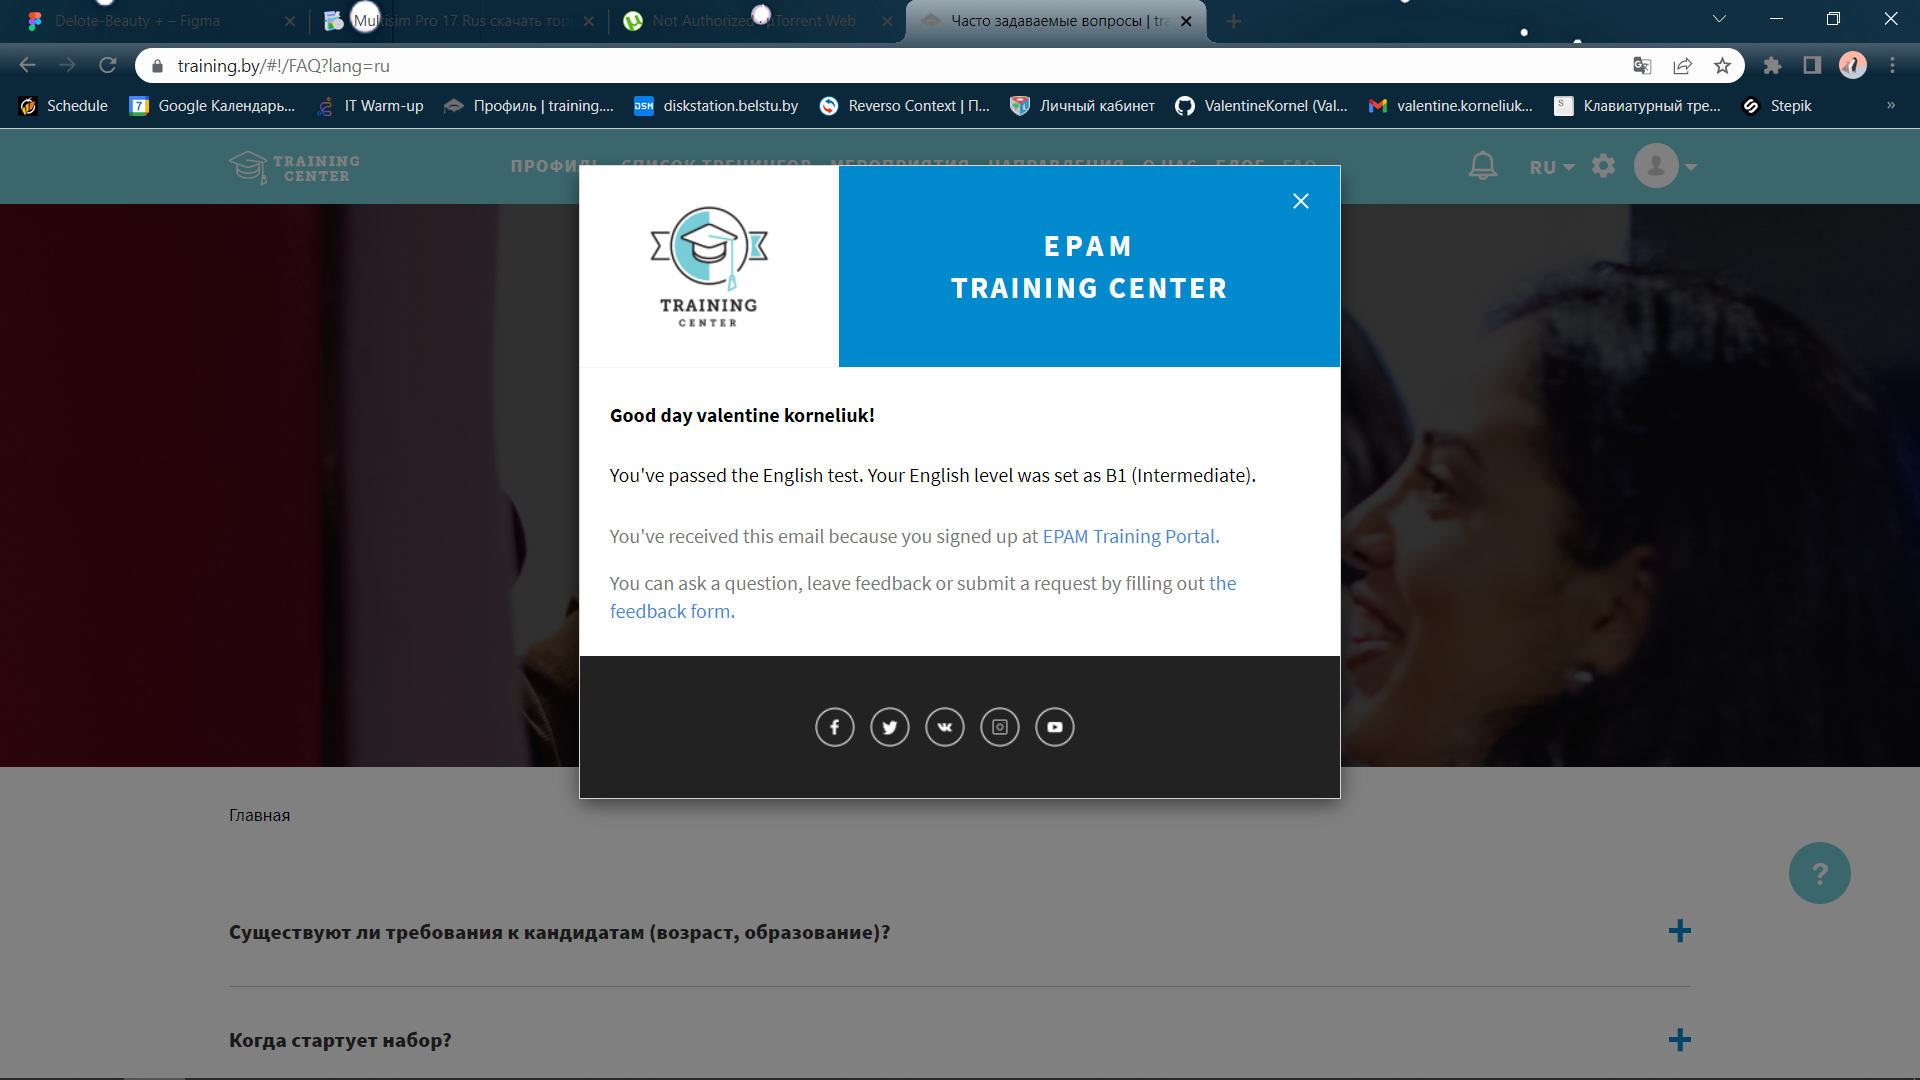 Delote-Beauty + – Figma
Multisim Pro 17 Rus скачать тор
Not Authorized
Torrent Web
Часто задаваемые вопросы | tra
training.by/#!/FAQ?lang=ru
Schedule
7
Google Календарь...
IT Warm-up
Профиль | training....
DSM
diskstation.belstu.by
Reverso Context | П...
Личный кабинет
ValentineKornel (Val...
valentine.korneliuk...
S
Клавиатурный тре...
Stepik
»
TRAINING
CENTER
ПРОФИЛЬ
СПИСОК ТРЕНИНГОВ
МЕРОПРИЯТИЯ
НАПРАВЛЕНИЯ
О НАС
БЛОГ
FAQ
RU
TRAINING
CENTER
EPAM
TRAINING CENTER
Good day valentine korneliuk!
You've passed the English test. Your English level was set as B1 (Intermediate).
You've received this email because you signed up at EPAM Training Portal.
You can ask a question, leave feedback or submit a request by filling out the
feedback form.
Главная
?
Существуют ли требования к кандидатам (возраст, образование)?
Когда стартует набор?